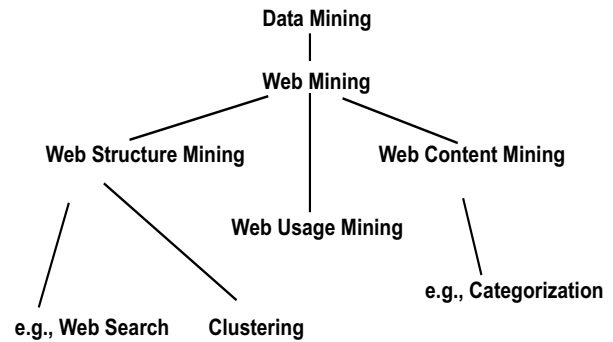 Data Mining
Web Mining
Web Structure Mining
Web Content Mining
Web Usage Mining
e.g., Categorization
e.g., Web Search
Clustering